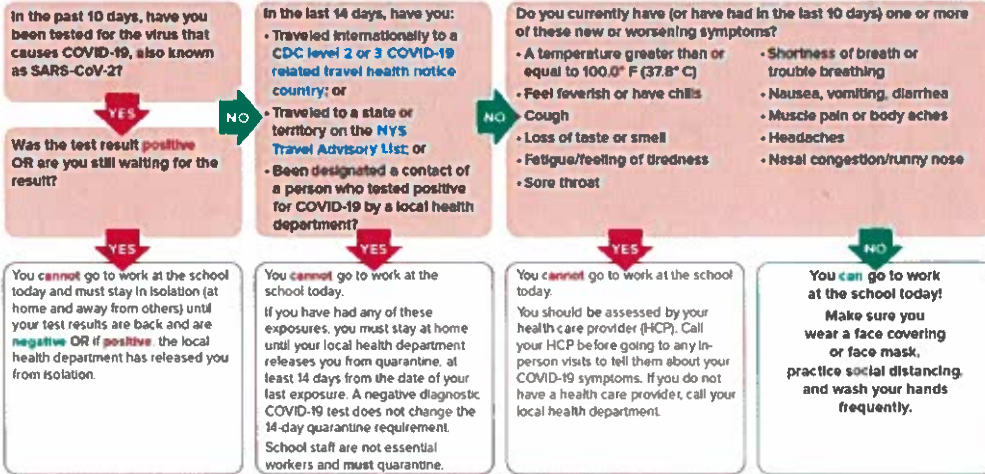 In the past 10 days, have you
been tested for the virus that
causes COVID-19, also known
as SARS-CoV-2?
YES
Was the test result positive
OR are you still waiting for the
result?
NO
In the last 14 days, have you:
• Traveled internationally to a
CDC level 2 or 3 COVID-19
related travel health notice
country; or
• Traveled to a state or
territory on the NYS
Travel Advisory List; or
• Been designated a contact of
a person who tested positive
for COVID-19 by a local health
department?
NO
Do you currently have (or have had in the last 10 days) one or more
of these new or worsening symptoms?
• A temperature greater than or
equal to 100.0° F (37.8° C)
• Feel feverish or have chills
• Cough
• Loss of taste or smell
• Fatigue/feeling of tiredness
• Sore throat
• Shortness of breath or
trouble breathing
• Nausea, vomiting, diarrhea
• Muscle pain or body aches
• Headaches
• Nasal congestion/runny nose
YES
You cannot go to work at the school
today and must stay in isolation (at
home and away from others) until
your test results are back and are
negative OR if positive, the local
health department has released you
from isolation.
YES
You cannot go to work at the
school today.
If you have had any of these
exposures, you must stay at home
until your local health department
releases you from quarantine, at
least 14 days from the date of your
last exposure. A negative diagnostic
COVID-19 test does not change the
14-day quarantine requirement.
School staff are not essential
workers and must quarantine.
YES
You cannot go to work at the school
today.
You should be assessed by your
health care provider (HCP). Call
your HCP before going to any in-
person visits to tell them about your
COVID-19 symptoms. If you do not
have a health care provider, call your
local health department.
NO
You can go to work
at the school today!
Make sure you
wear a face covering
or face mask,
practice social distancing,
and wash your hands
frequently.